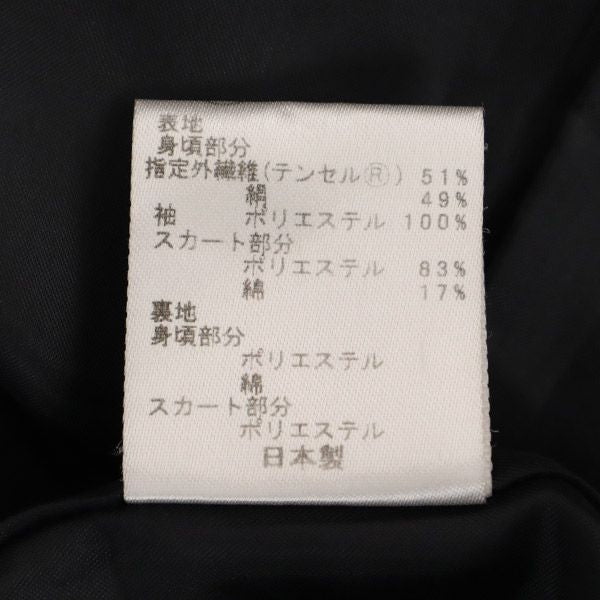 表地
身頃部分
指定外繊維(テンセル®) 51%
絹 49%
袖 ポリエステル 100%
スカート部分
ポリエステル 83%
綿 17%
裏地
身頃部分
ポリエステル
綿
スカート部分
ポリエステル
日本製